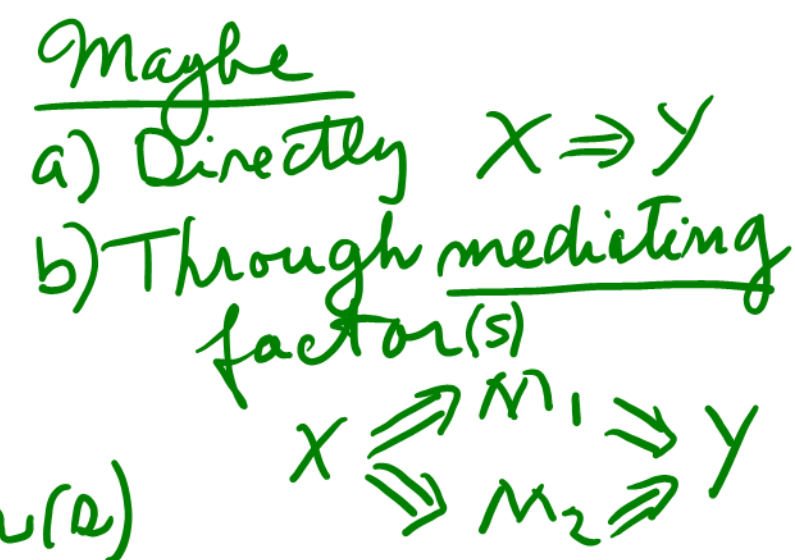 Maybe
a) Directly X ⇒ Y
b) Through mediating
factor(s)
X ⇒ M1 ⇒ Y
⇒ M2 ⇒